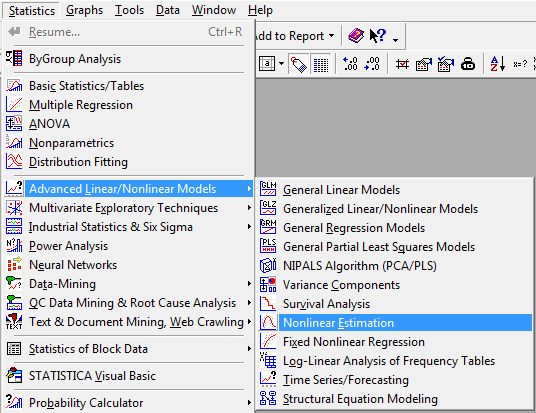 Statistics Graphs Tools Data Window Help
Resume... Ctrl+R
Add to Report
ByGroup Analysis
Basic Statistics/Tables
Multiple Regression
ANOVA
Nonparametrics
Distribution Fitting
Advanced Linear/Nonlinear Models
Multivariate Exploratory Techniques
Industrial Statistics & Six Sigma
Power Analysis
Neural Networks
Data-Mining
QC Data Mining & Root Cause Analysis
Text & Document Mining, Web Crawling
Statistics of Block Data
STATISTICA Visual Basic
Probability Calculator
GLM General Linear Models
GLZ Generalized Linear/Nonlinear Models
GRM General Regression Models
PLS General Partial Least Squares Models
NIPALS Algorithm (PCA/PLS)
Variance Components
Survival Analysis
Nonlinear Estimation
Fixed Nonlinear Regression
Log-Linear Analysis of Frequency Tables
Time Series/Forecasting
Structural Equation Modeling